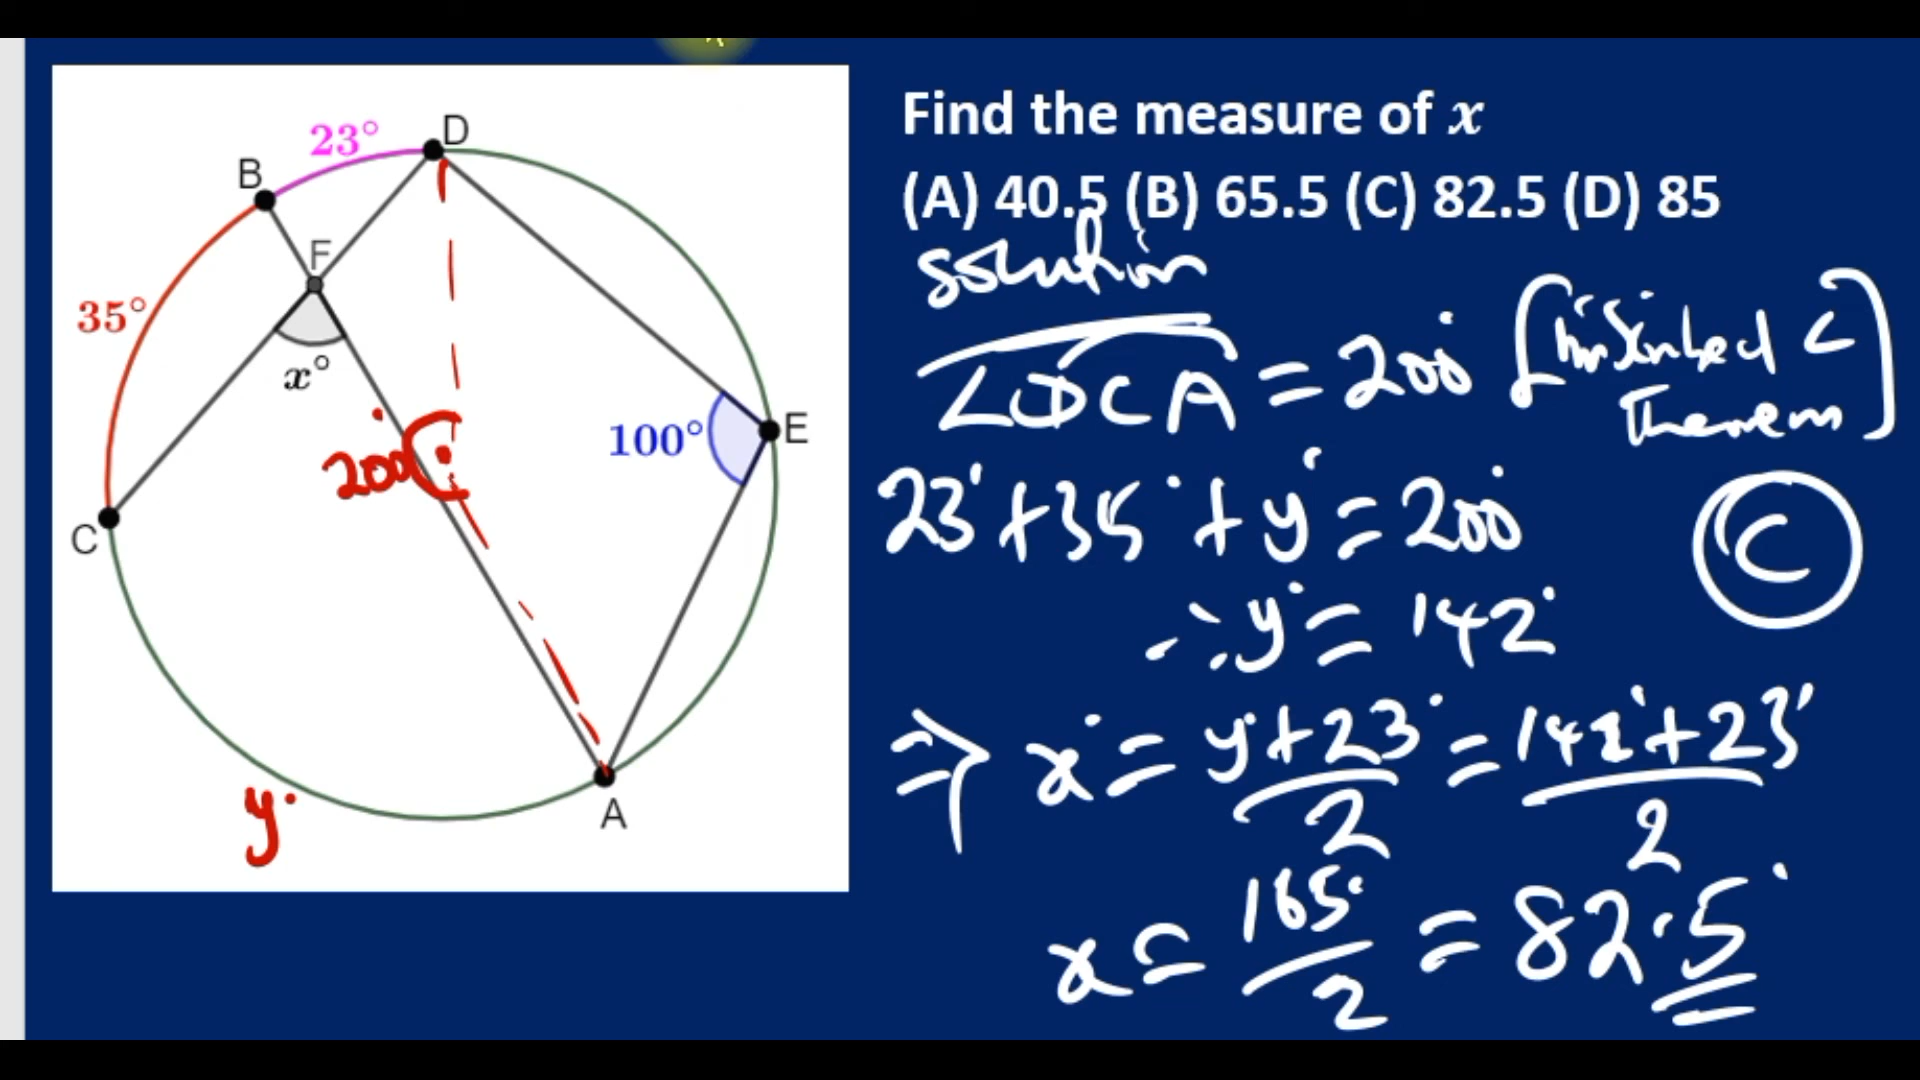 Find the measure of x
(A) 40.5 (B) 65.5 (C) 82.5 (D) 85
23°
D
B
F
35°
x°
200°
100°
E
C
A
y°
solution
∠DCA = 200° [Inscribed < Theorem]
23° + 35° + y° = 200°
∴ y° = 142°
C
⇒ x° = y° + 23° / 2 = 142° + 23° / 2
x = 165° / 2 = 82.5°